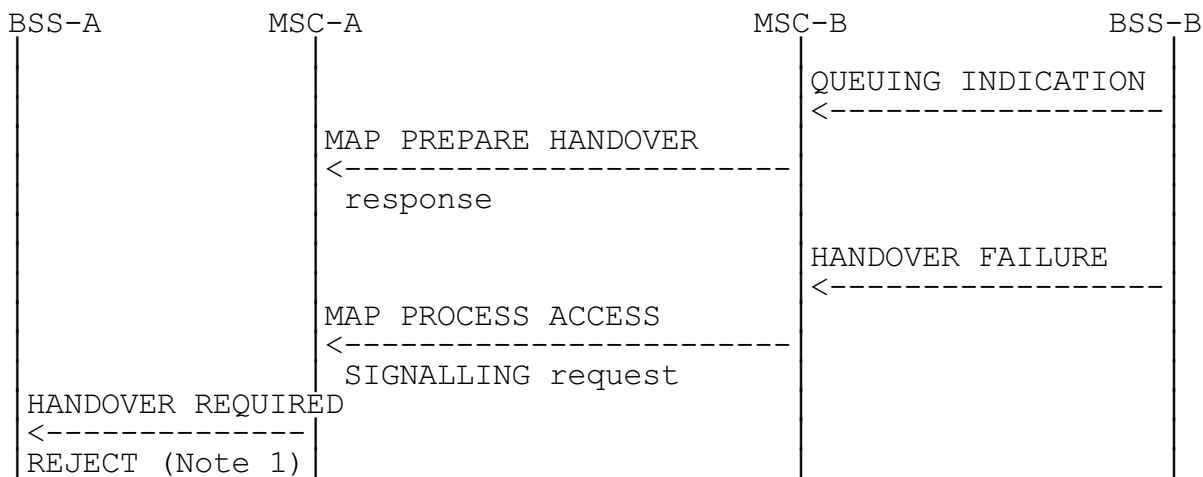 BSS-A MSC-A MSC-B BSS-B
QUEUING INDICATION
<-------------------
MAP PREPARE HANDOVER
<-------------------------
response
HANDOVER FAILURE
<-------------------
MAP PROCESS ACCESS
<-------------------------
SIGNALLING request
HANDOVER REQUIRED
<--------------
REJECT (Note 1)